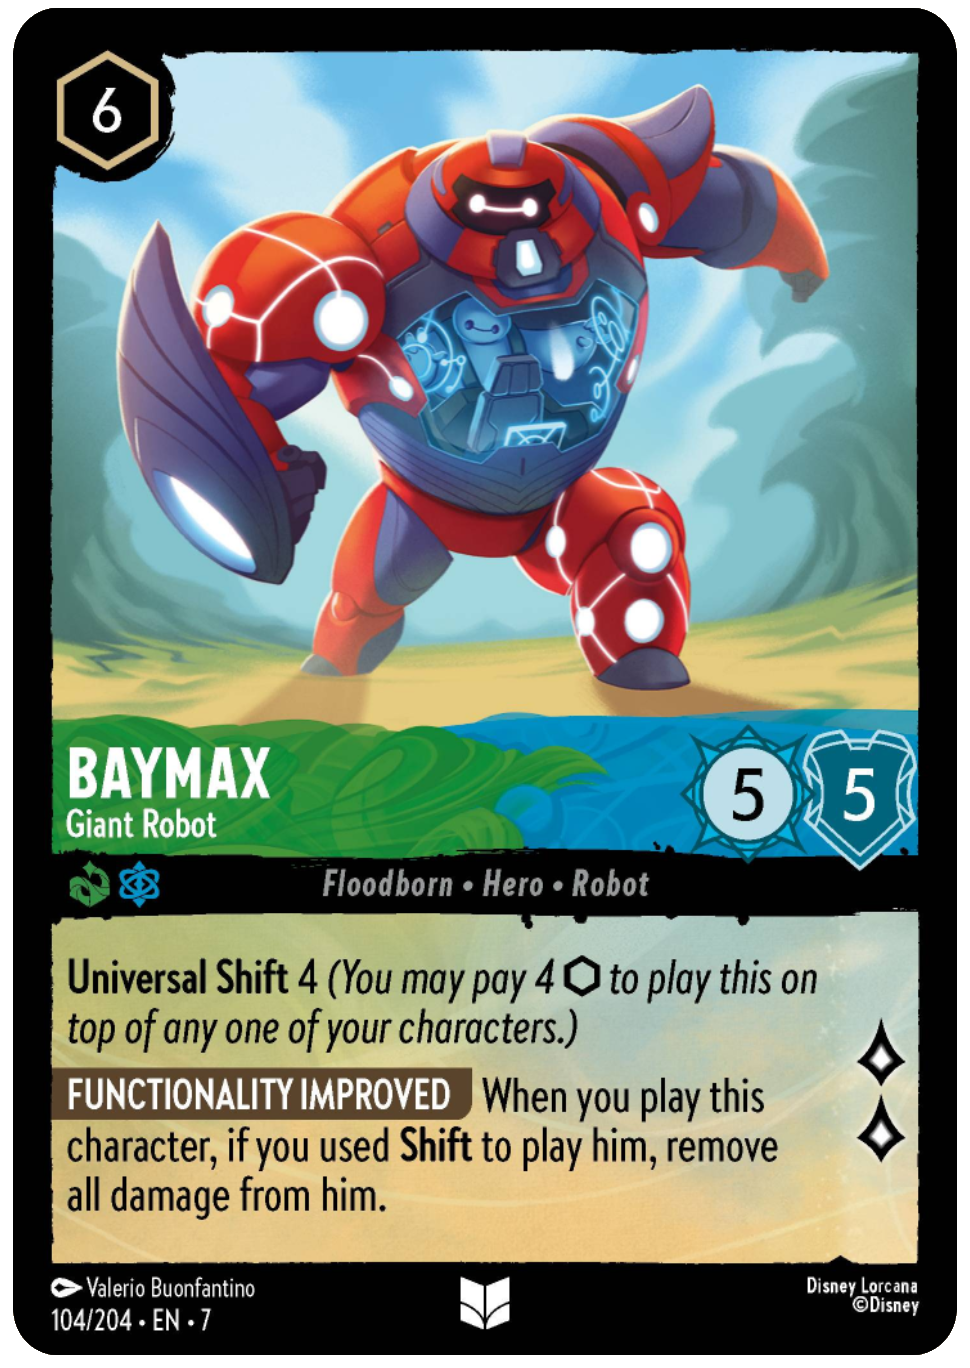 6
BAYMAX
Giant Robot
5 5
Floodborn • Hero • Robot
Universal Shift 4 (You may pay 4 ⬡ to play this on
top of any one of your characters.)
FUNCTIONALITY IMPROVED When you play this
character, if you used Shift to play him, remove
all damage from him.
Valerio Buonfantino
104/204 • EN • 7
Disney Lorcana
©Disney